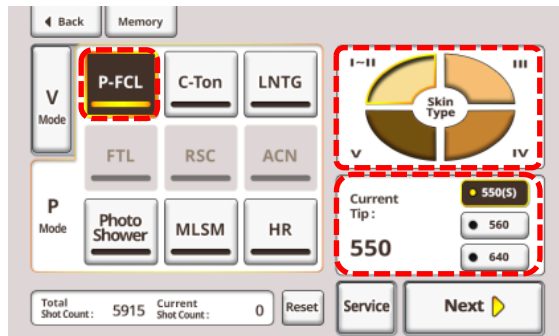 Back
Memory
V
Mode
P-FCL
C-Ton
LNTG
FTL
RSC
ACN
P
Mode
Photo
Shower
MLSM
HR
I~II
III
Skin
Type
V
IV
Current
Tip :
550
550(S)
560
640
Total
Shot Count :
5915
Current
Shot Count :
0
Reset
Service
Next